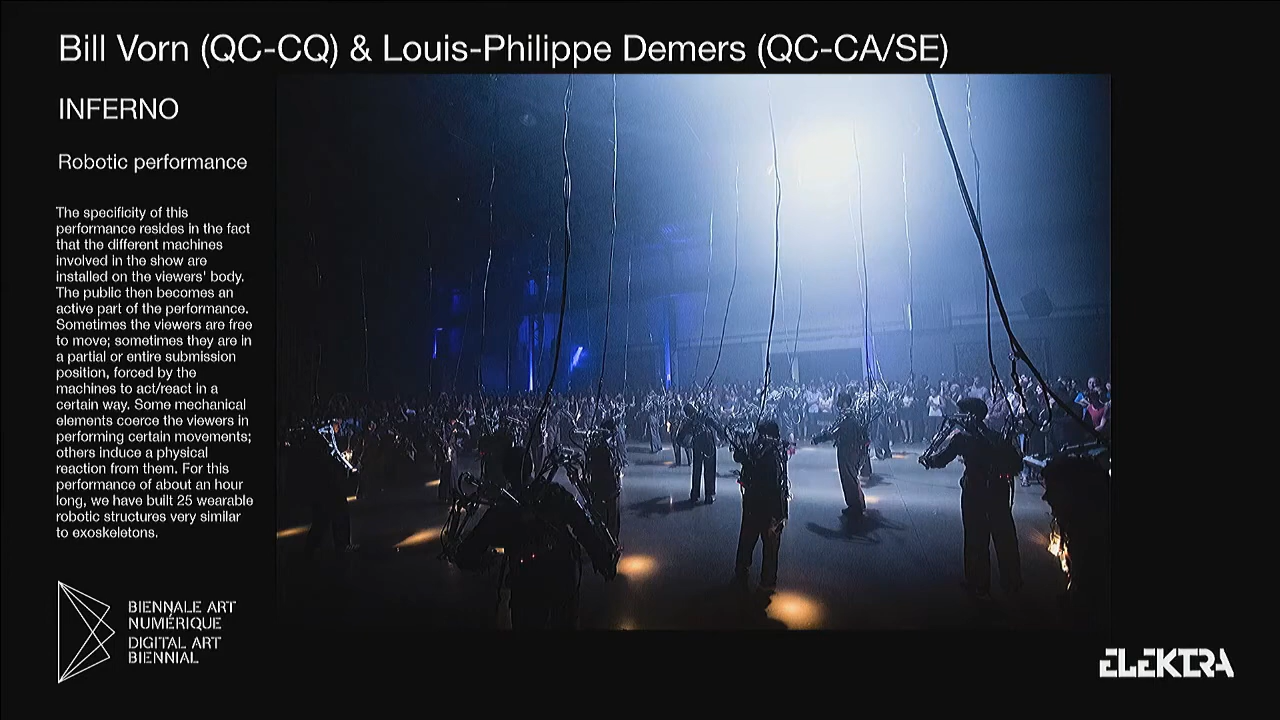 Bill Vorn (QC-CQ) & Louis-Philippe Demers (QC-CA/SE)
INFERNO
Robotic performance
The specificity of this
performance resides in the fact
that the different machines
involved in the show are
installed on the viewers' body.
The public then becomes an
active part of the performance.
Sometimes the viewers are free
to move; sometimes they are in
a partial or entire submission
position, forced by the
machines to act/react in a
certain way. Some mechanical
elements coerce the viewers in
performing certain movements;
others induce a physical
reaction from them. For this
performance of about an hour
long, we have built 25 wearable
robotic structures very similar
to exoskeletons.
BIENNALE ART
NUMÉRIQUE
DIGITAL ART
BIENNIAL
ELEKTRA